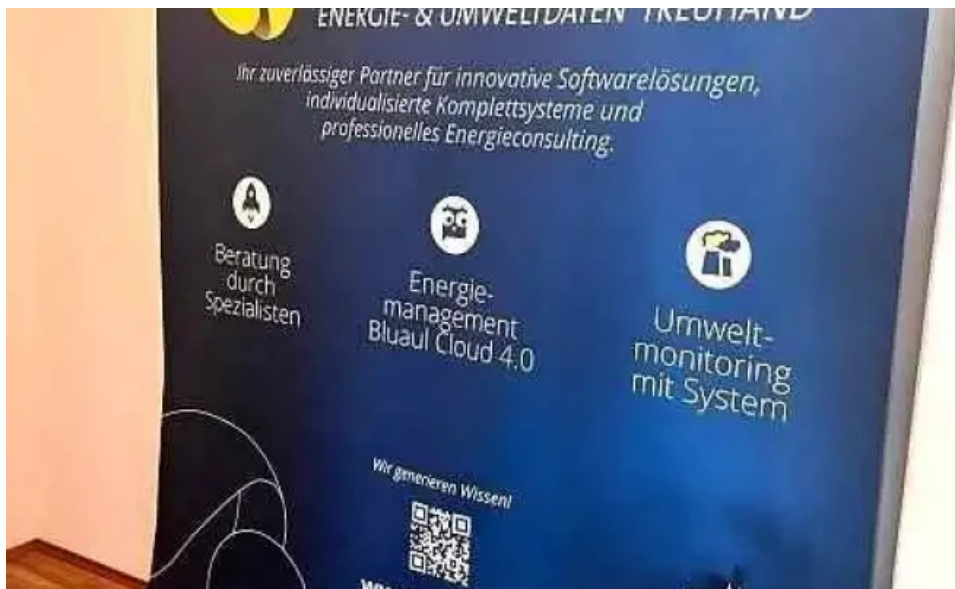 ENERGIE- & UMWELTDATEN TREUHAND
Ihr zuverlässiger Partner für innovative Softwarelösungen,
individualisierte Komplettsysteme und
professionelles Energieconsulting.
Beratung
durch
Spezialisten
Energie-
management
Bluaul Cloud 4.0
Umwelt-
monitoring
mit System
Wir generieren Wissen!